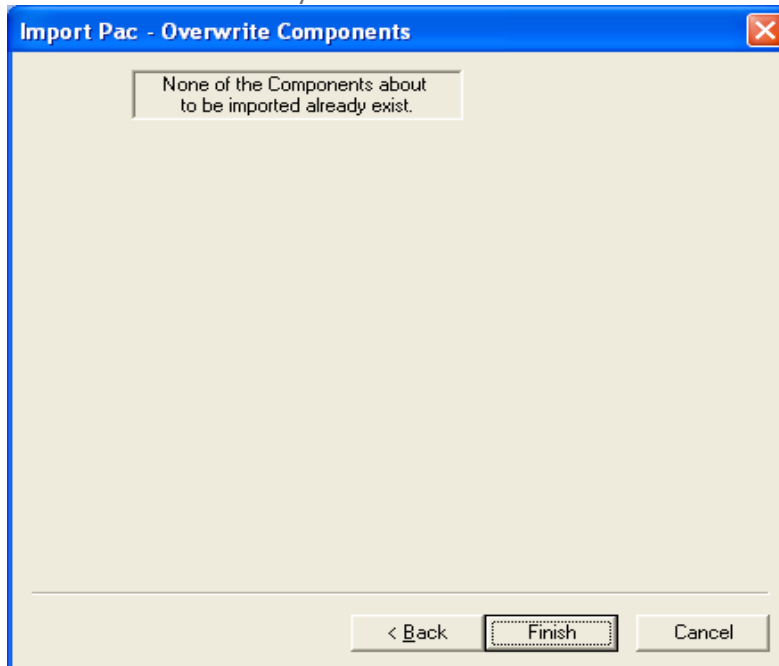 Import Pac - Overwrite Components
None of the Components about
to be imported already exist.
< Back
Finish
Cancel